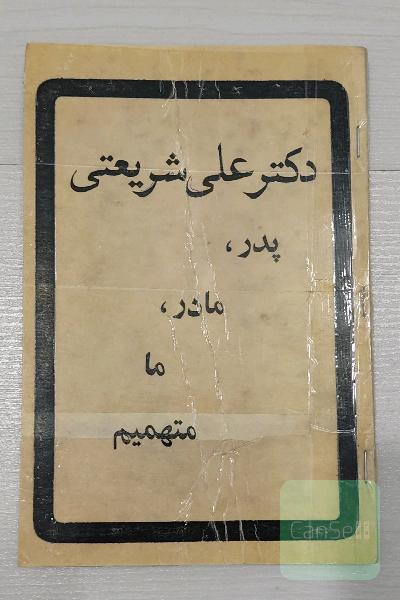 دکتر علی شریعتی
پدر،
مادر،
ما
متهمیم
CanSell